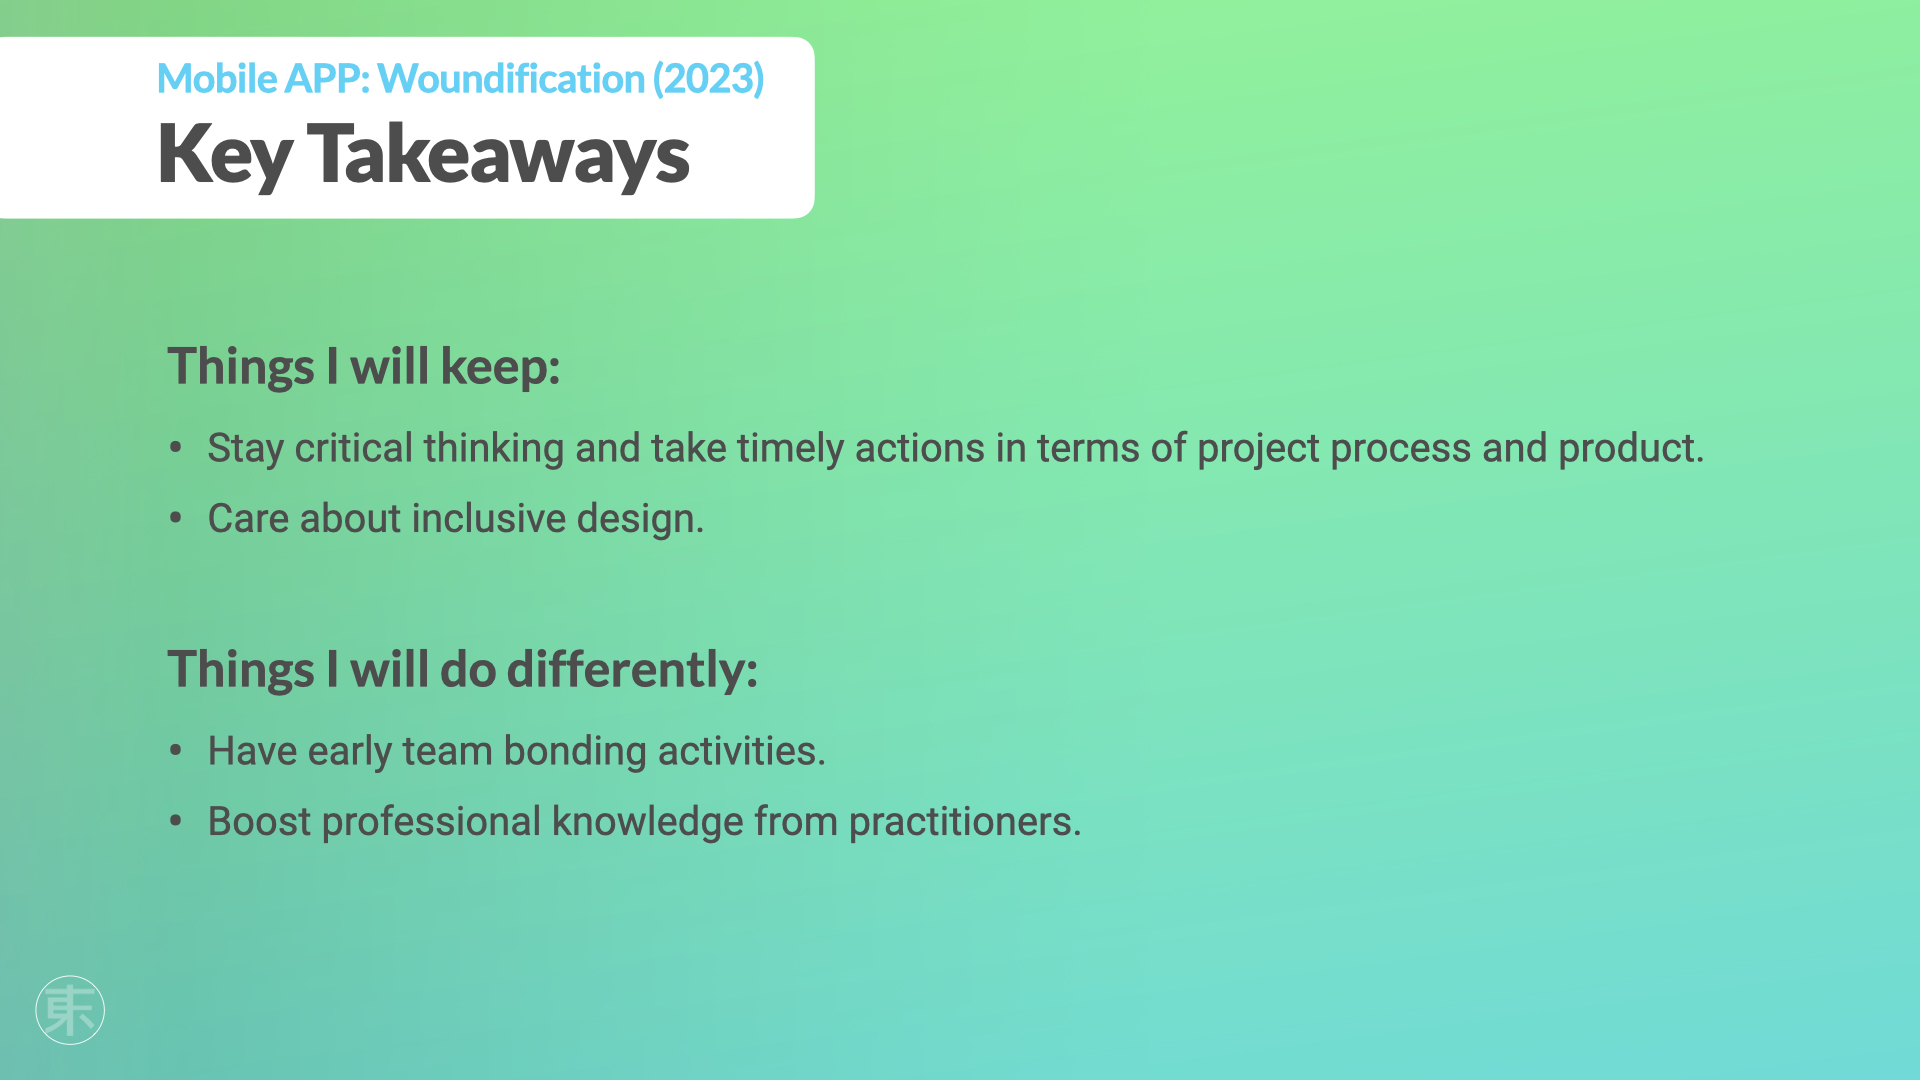 Mobile APP: Woundification (2023)
Key Takeaways
Things I will keep:
• Stay critical thinking and take timely actions in terms of project process and product.
• Care about inclusive design.
Things I will do differently:
• Have early team bonding activities.
• Boost professional knowledge from practitioners.